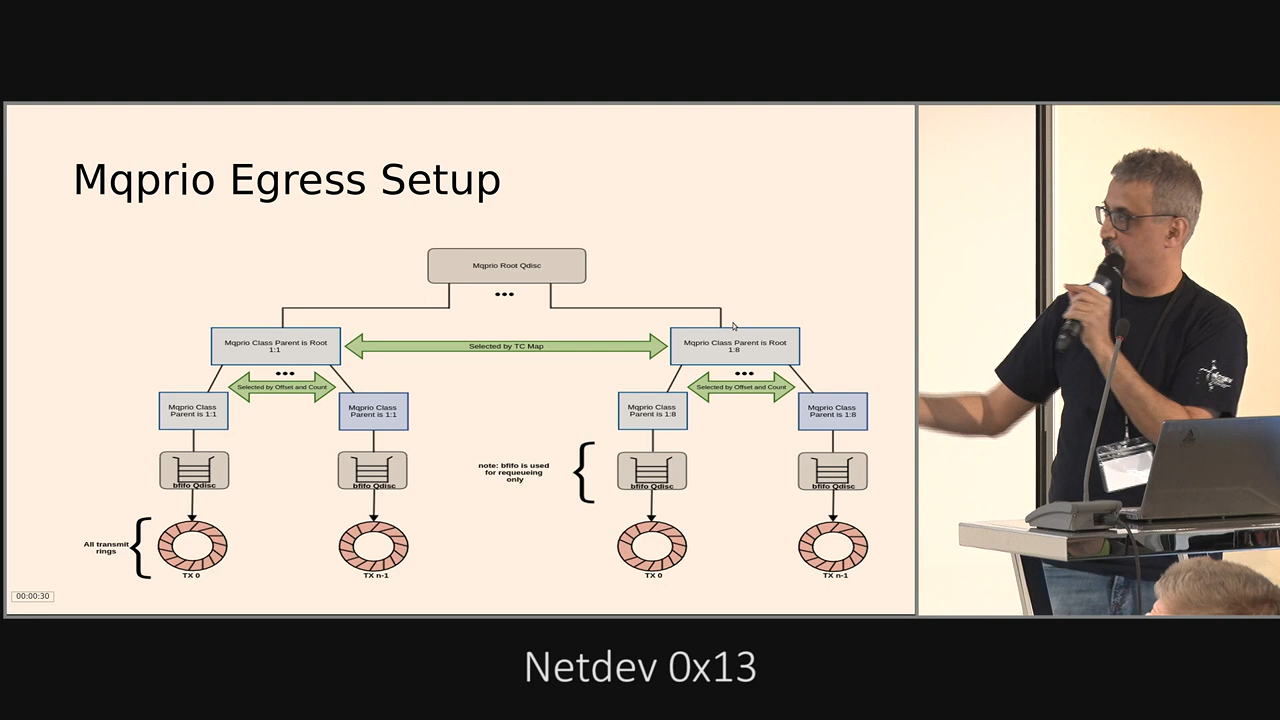 Mqprio Egress Setup
Mqprio Root Qdisc
Mqprio Class Parent is Root
1:1
Selected by TC Map
Mqprio Class Parent is Root
1:8
Selected by Offset and Count
Selected by Offset and Count
Mqprio Class
Parent is 1:1
Mqprio Class
Parent is 1:1
Mqprio Class
Parent is 1:8
Mqprio Class
Parent is 1:8
note: bfifo is used
for requeueing
only
bfifo Qdisc
bfifo Qdisc
bfifo Qdisc
bfifo Qdisc
All transmit
rings
TX 0
TX n-1
TX 0
TX n-1
00:00:30
Netdev 0x13